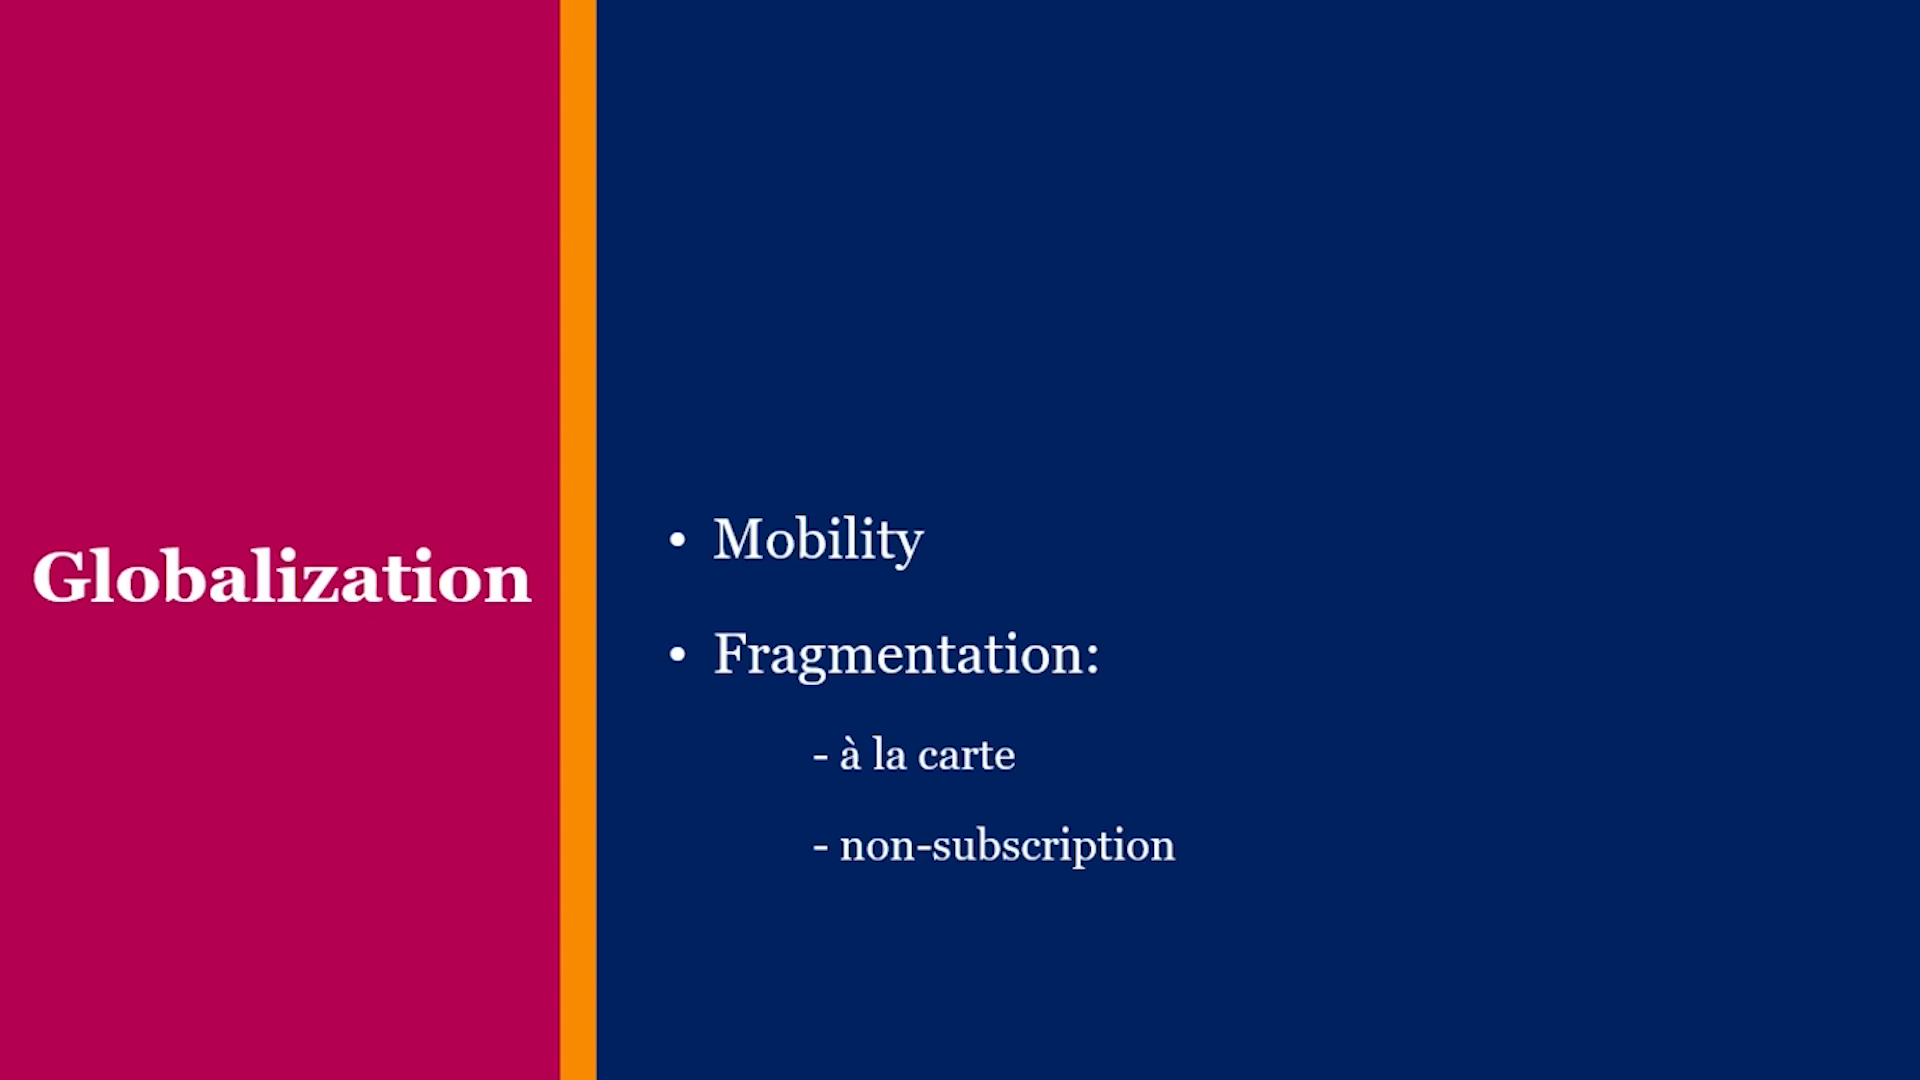 Globalization
• Mobility
• Fragmentation:
- à la carte
- non-subscription